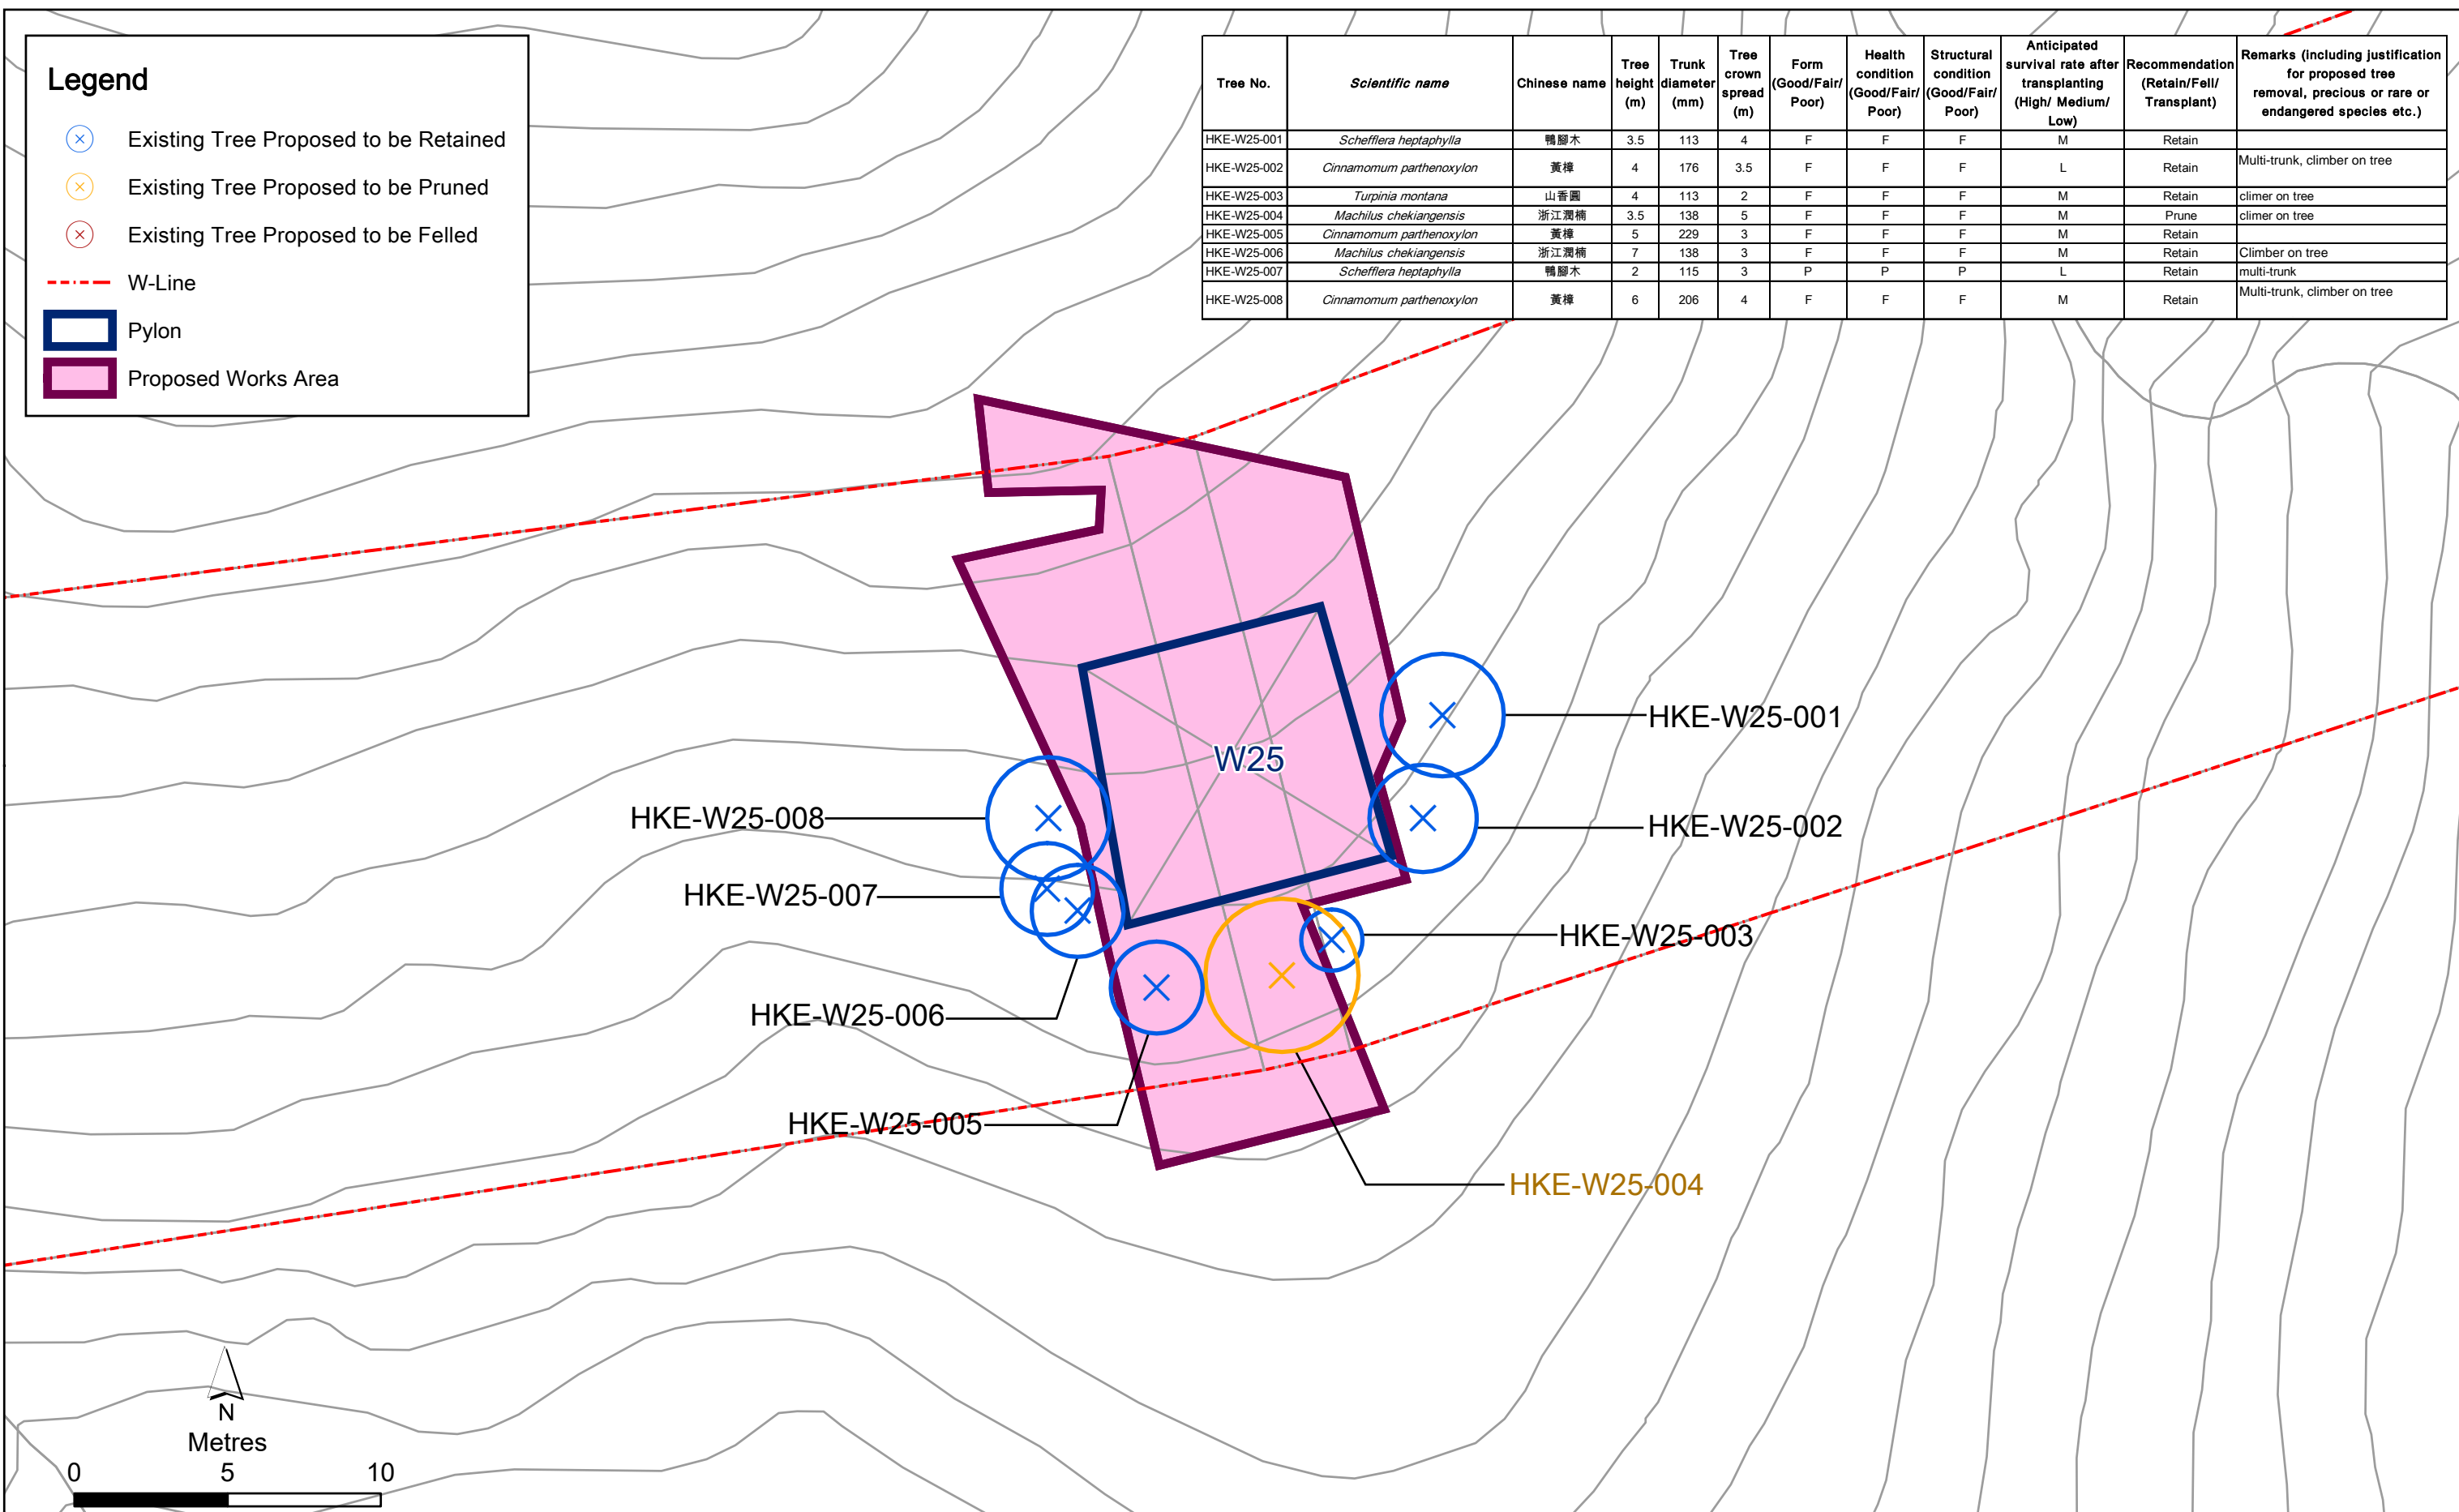 Legend
Existing Tree Proposed to be Retained
Existing Tree Proposed to be Pruned
Existing Tree Proposed to be Felled
W-Line
Pylon
Proposed Works Area
Tree No. Scientific name Chinese name Tree height (m) Trunk diameter (mm) Tree crown spread (m) Form (Good/Fair/ Poor) Health condition (Good/Fair/ Poor) Structural condition (Good/Fair/ Poor) Anticipated survival rate after transplanting (High/ Medium/ Low) Recommendation (Retain/Fell/ Transplant) Remarks (including justification for proposed tree removal, precious or rare or endangered species etc.)
HKE-W25-001 Schefflera heptaphylla 鴨腳木 3.5 113 4 F F F M Retain
HKE-W25-002 Cinnamomum parthenoxylon 黃樟 4 176 3.5 F F F L Retain Multi-trunk, climber on tree
HKE-W25-003 Turpinia montana 山香圓 4 113 2 F F F M Retain climer on tree
HKE-W25-004 Machilus chekiangensis 浙江潤楠 3.5 138 5 F F F M Prune climer on tree
HKE-W25-005 Cinnamomum parthenoxylon 黃樟 5 229 3 F F F M Retain
HKE-W25-006 Machilus chekiangensis 浙江潤楠 7 138 3 F F F M Retain Climber on tree
HKE-W25-007 Schefflera heptaphylla 鴨腳木 2 115 3 P P P L Retain multi-trunk
HKE-W25-008 Cinnamomum parthenoxylon 黃樟 6 206 4 F F F M Retain Multi-trunk, climber on tree
HKE-W25-001
W25
HKE-W25-008
HKE-W25-002
HKE-W25-007
HKE-W25-003
HKE-W25-006
HKE-W25-005
HKE-W25-004
N
Metres
0 5 10